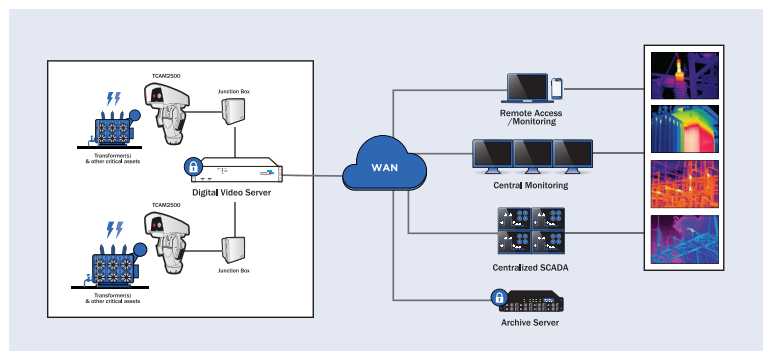 TCAM2500
Junction Box
Transformer(s)
& other critical assets
Digital Video Server
TCAM2500
Junction Box
Transformer(s)
& other critical assets
WAN
Remote Access
/Monitoring
Central Monitoring
Centralized SCADA
Archive Server